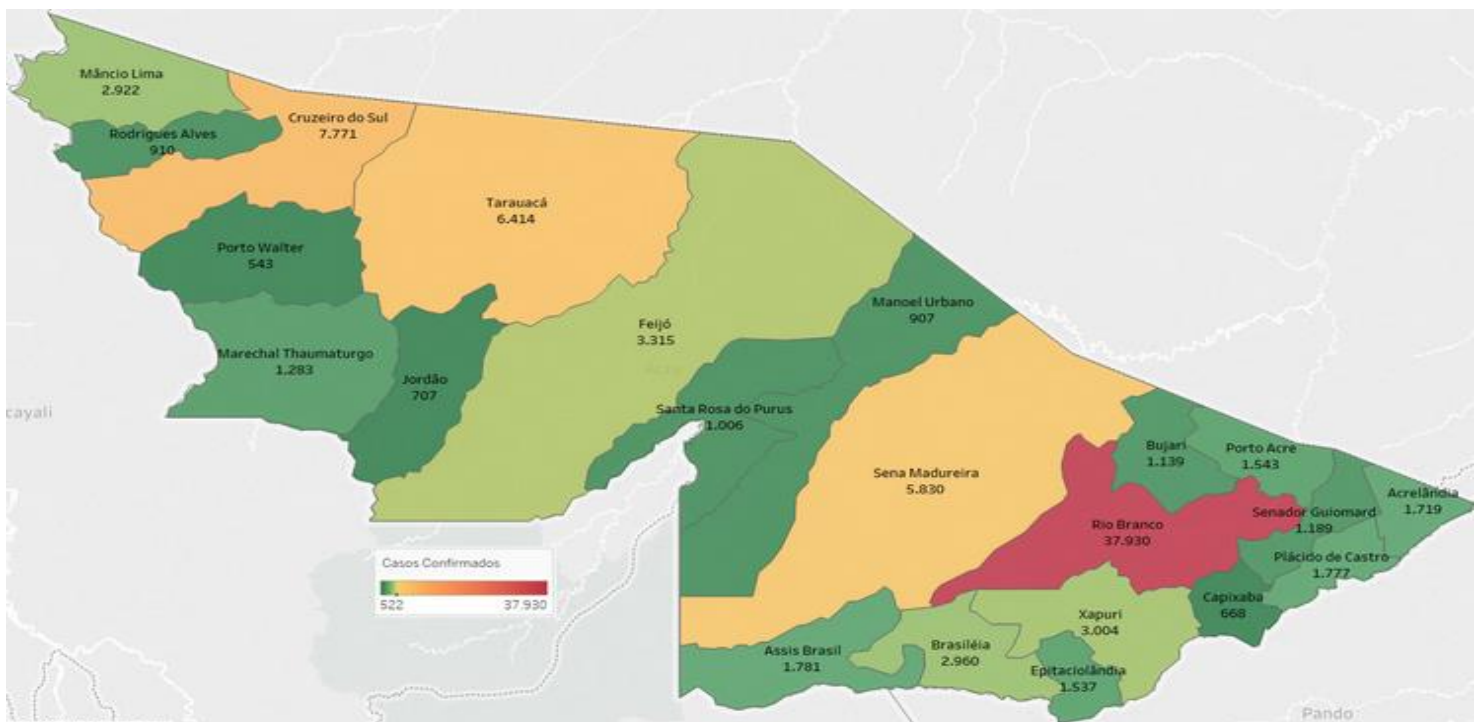 Mâncio Lima
2.922
Cruzeiro do Sul
7.771
Rodrigues Alves
910
Tarauacá
6.414
Porto Walter
543
Manoel Urbano
907
Feijó
3.315
Marechal Thaumaturgo
1.283
Jordão
707
cayali
Santa Rosa do Purus
1.006
Sena Madureira
5.830
Bujari
1.139
Porto Acre
1.543
Acrelândia
1.719
Senador Guiomard
1.189
Rio Branco
37.930
Plácido de Castro
1.777
Casos Confirmados
522
37.930
Capixaba
668
Xapuri
3.004
Assis Brasil
1.781
Brasiléia
2.960
Epitaciolândia
1.537
Pando